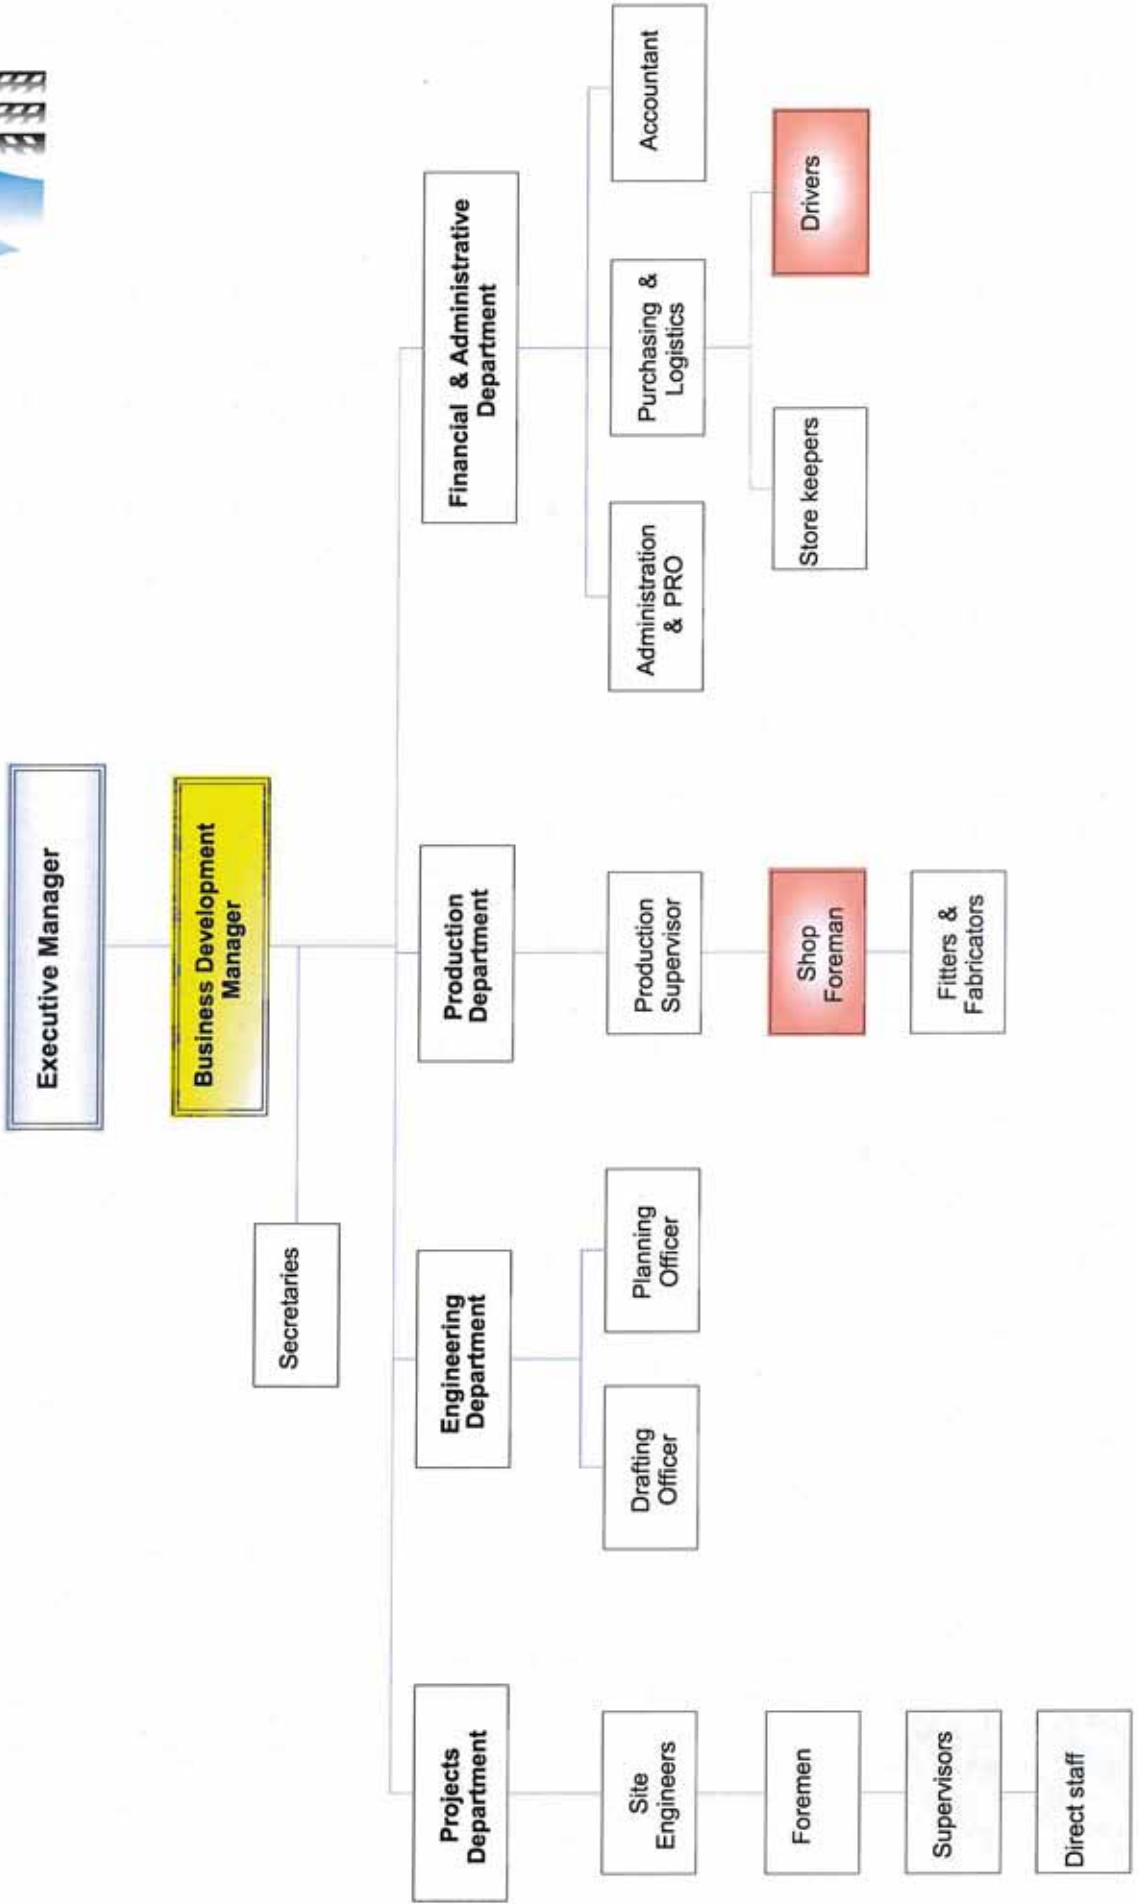 Executive Manager
Business Development
Manager
Secretaries
Projects
Department
Engineering
Department
Production
Department
Financial & Administrative
Department
Site
Engineers
Drafting
Officer
Planning
Officer
Production
Supervisor
Administration
& PRO
Purchasing &
Logistics
Accountant
Foremen
Shop
Foreman
Store keepers
Drivers
Supervisors
Fitters &
Fabricators
Direct staff